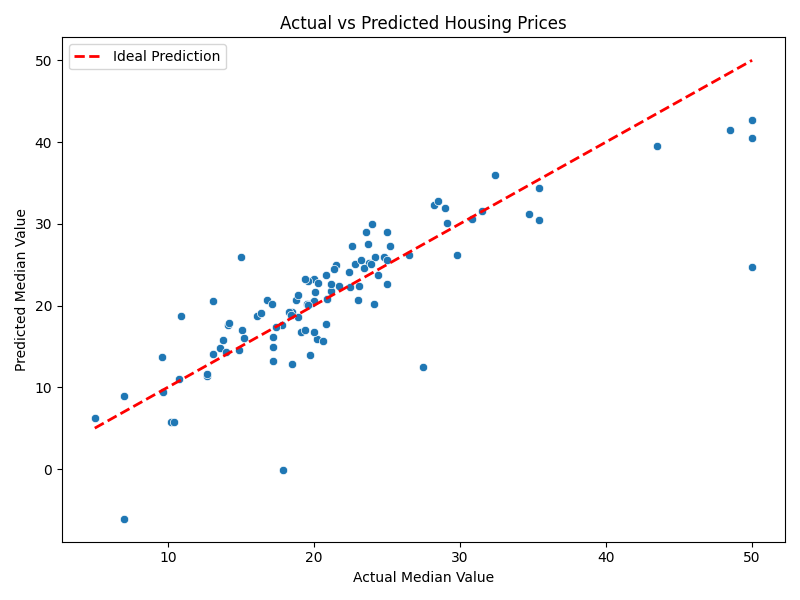 Actual vs Predicted Housing Prices
Ideal Prediction
50
40
30
20
10
0
Predicted Median Value
10 20 30 40 50
Actual Median Value